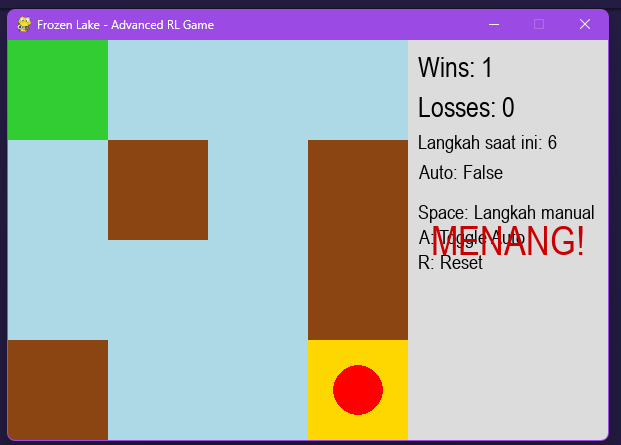 Frozen Lake - Advanced RL Game
Wins: 1
Losses: 0
Langkah saat ini: 6
Auto: False
Space: Langkah manual
A: Toggle Auto
MENANG!
R: Reset